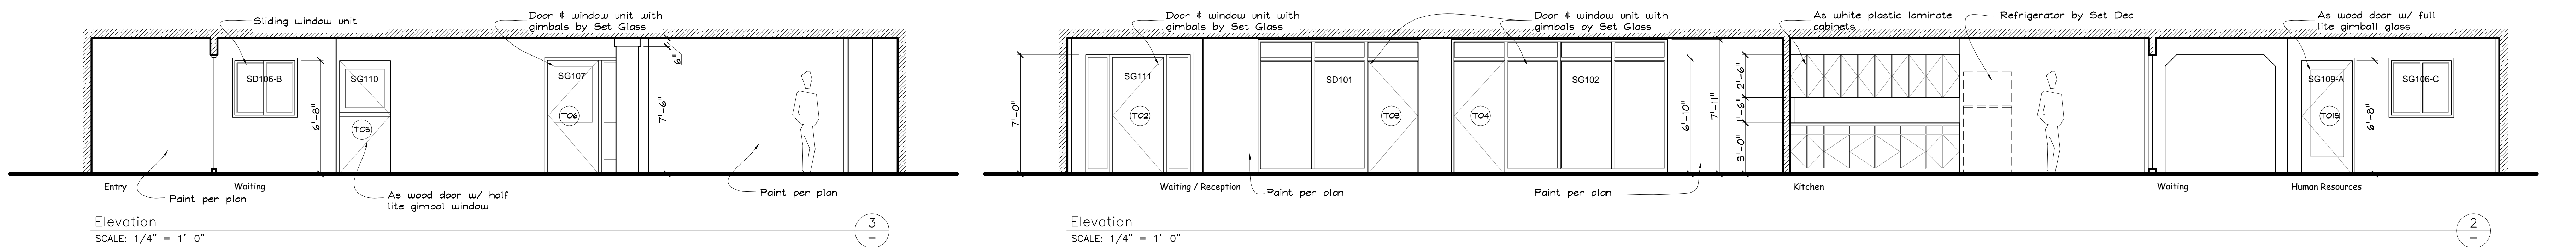 Sliding window unit
Door & window unit with
gimbals by Set Glass
SD106-B
SG110
SG107
6"
6'-8"
7'-6"
T05
T06
Entry
Waiting
Paint per plan
As wood door w/ half
lite gimbal window
Paint per plan
Elevation
SCALE: 1/4" = 1'-0"
3
–
Door & window unit with
gimbals by Set Glass
Door & window unit with
gimbals by Set Glass
As white plastic laminate
cabinets
Refrigerator by Set Dec
As wood door w/ full
lite gimball glass
SG111
SD101
SG102
SG109-A
SG106-C
7'-0"
T02
T03
T04
6'-10"
7'-11"
2'-6"
1'-6"
3'-0"
T015
6'-8"
Waiting / Reception
Paint per plan
Paint per plan
Kitchen
Waiting
Human Resources
Elevation
SCALE: 1/4" = 1'-0"
2
–